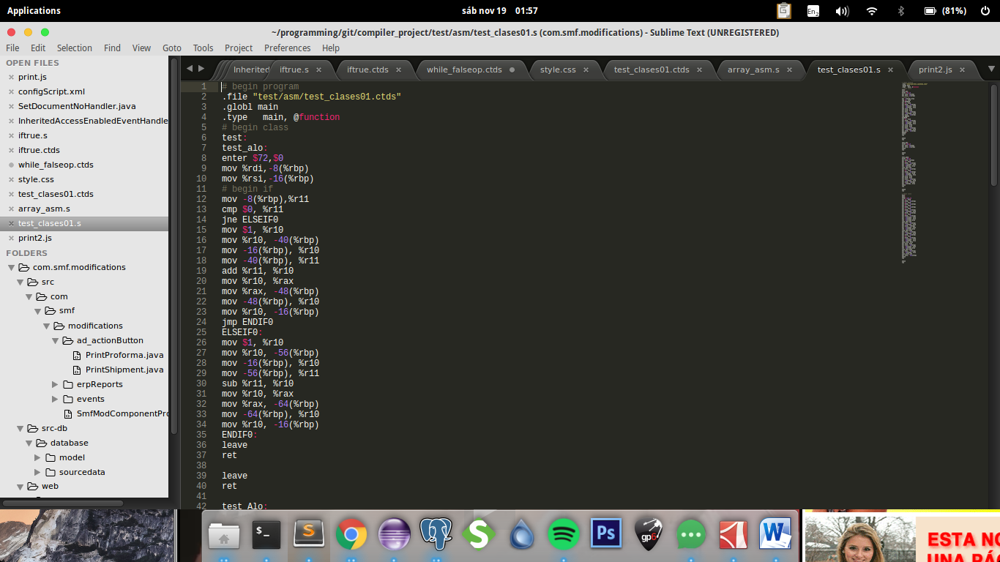 Applications
sáb nov 19 01:57
En2
(81%)
~/programming/git/compiler_project/test/asm/test_clases01.s (com.smf.modifications) - Sublime Text (UNREGISTERED)
File Edit Selection Find View Goto Tools Project Preferences Help
OPEN FILES
print.js
configScript.xml
SetDocumentNoHandler.java
InheritedAccessEnabledEventHandle
iftrue.s
iftrue.ctds
while_falseop.ctds
style.css
test_clases01.ctds
array_asm.s
test_clases01.s
print2.js
FOLDERS
com.smf.modifications
src
com
smf
modifications
ad_actionButton
PrintProforma.java
PrintShipment.java
erpReports
events
SmfModComponentPro
src-db
database
model
sourcedata
web
Inherited iftrue.s iftrue.ctds while_falseop.ctds style.css test_clases01.ctds array_asm.s test_clases01.s print2.js
1 # begin program
2 .file "test/asm/test_clases01.ctds"
3 .globl main
4 .type   main, @function
5 # begin class
6 test:
7 test_alo:
8 enter $72,$0
9 mov %rdi,-8(%rbp)
10 mov %rsi,-16(%rbp)
11 # begin if
12 mov -8(%rbp),%r11
13 cmp $0, %r11
14 jne ELSEIF0
15 mov $1, %r10
16 mov %r10, -40(%rbp)
17 mov -16(%rbp), %r10
18 mov -40(%rbp), %r11
19 add %r11, %r10
20 mov %r10, %rax
21 mov %rax, -48(%rbp)
22 mov -48(%rbp), %r10
23 mov %r10, -16(%rbp)
24 jmp ENDIF0
25 ELSEIF0:
26 mov $1, %r10
27 mov %r10, -56(%rbp)
28 mov -16(%rbp), %r10
29 mov -56(%rbp), %r11
30 sub %r11, %r10
31 mov %r10, %rax
32 mov %rax, -64(%rbp)
33 mov -64(%rbp), %r10
34 mov %r10, -16(%rbp)
35 ENDIF0:
36 leave
37 ret
38
39 leave
40 ret
41
42 test_Alo:
$_
S
S
Ps
gp6
W
ESTA NO
UNA PÁG